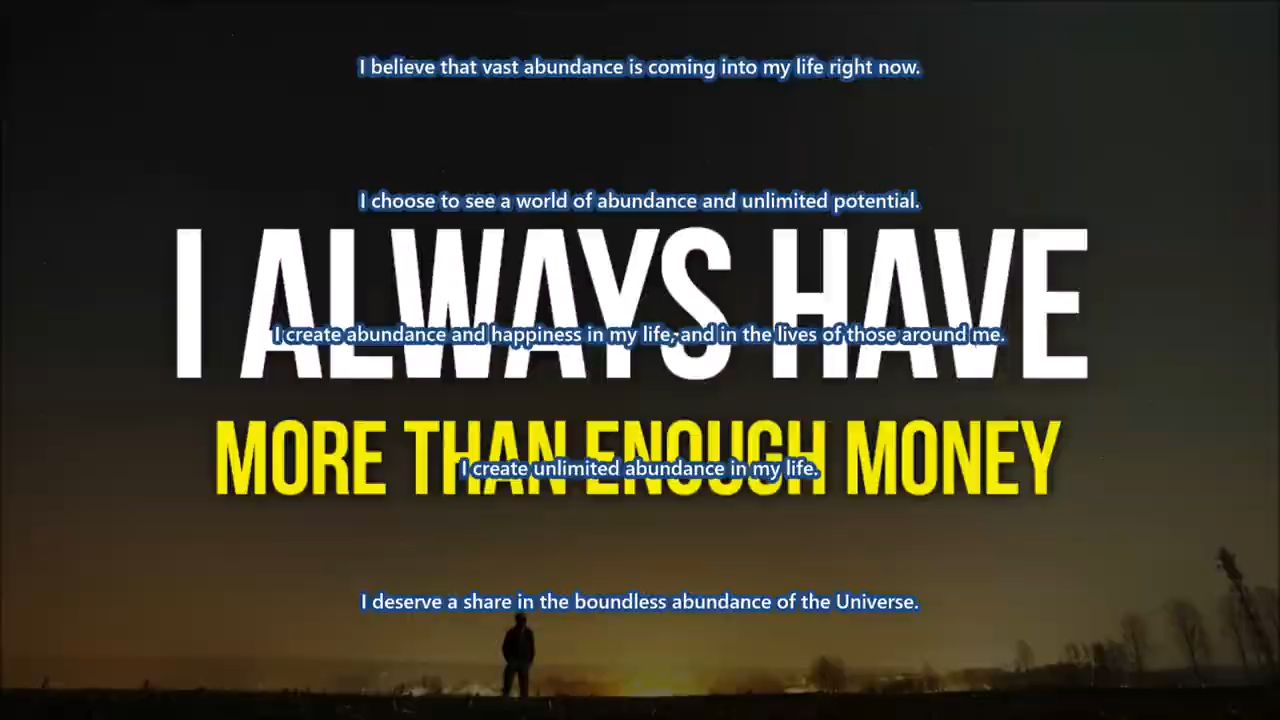 I believe that vast abundance is coming into my life right now.
I choose to see a world of abundance and unlimited potential.
I ALWAYS HAVE
I create abundance and happiness in my life, and in the lives of those around me.
MORE THAN ENOUGH MONEY
I create unlimited abundance in my life.
I deserve a share in the boundless abundance of the Universe.